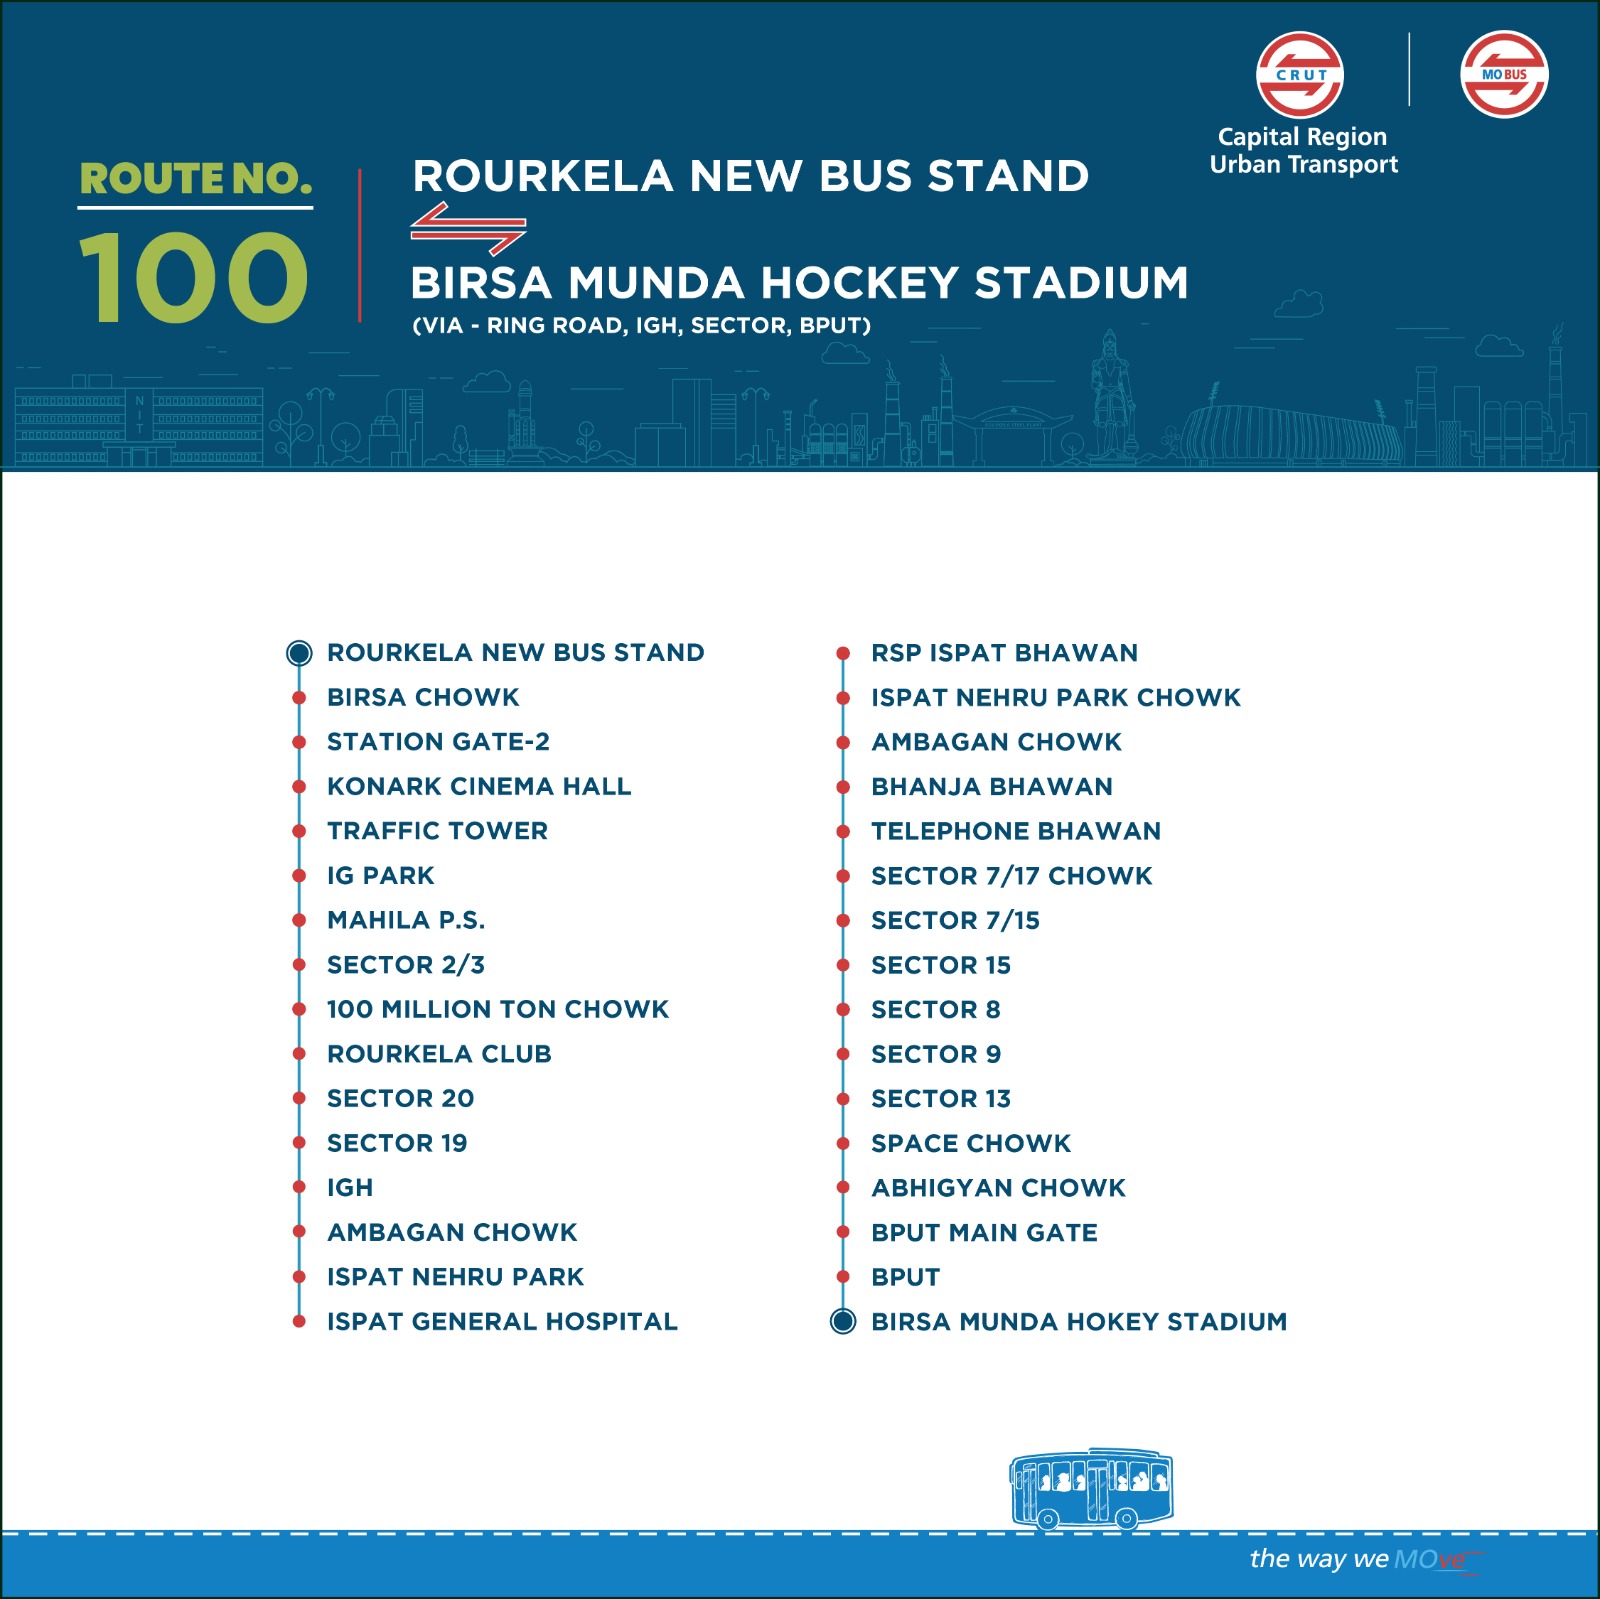 CRUT
MO BUS
Capital Region
Urban Transport
ROUTE NO.
100
ROURKELA NEW BUS STAND
BIRSA MUNDA HOCKEY STADIUM
(VIA - RING ROAD, IGH, SECTOR, BPUT)
NIT
ROURKELA STEEL PLANT
ROURKELA NEW BUS STAND
BIRSA CHOWK
STATION GATE-2
KONARK CINEMA HALL
TRAFFIC TOWER
IG PARK
MAHILA P.S.
SECTOR 2/3
100 MILLION TON CHOWK
ROURKELA CLUB
SECTOR 20
SECTOR 19
IGH
AMBAGAN CHOWK
ISPAT NEHRU PARK
ISPAT GENERAL HOSPITAL
RSP ISPAT BHAWAN
ISPAT NEHRU PARK CHOWK
AMBAGAN CHOWK
BHANJA BHAWAN
TELEPHONE BHAWAN
SECTOR 7/17 CHOWK
SECTOR 7/15
SECTOR 15
SECTOR 8
SECTOR 9
SECTOR 13
SPACE CHOWK
ABHIGYAN CHOWK
BPUT MAIN GATE
BPUT
BIRSA MUNDA HOKEY STADIUM
the way we MOve